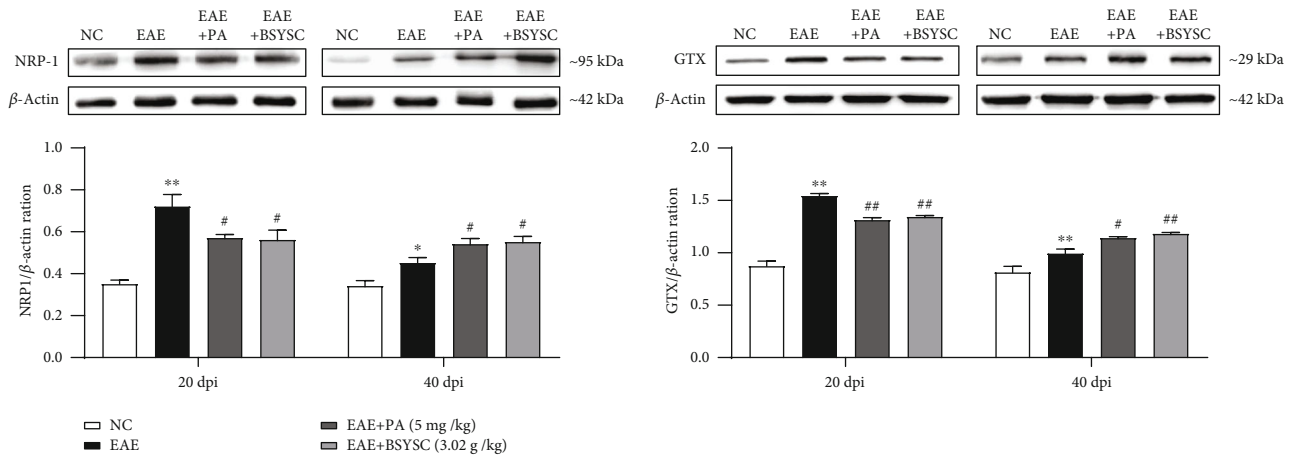 NC EAE EAE +PA EAE +BSYSC NC EAE EAE +PA EAE +BSYSC
NRP-1 ~95 kDa
β-Actin ~42 kDa
1.0
0.8
0.6
0.4
0.2
0.0
NRP1/β-actin ration
** # # * # #
20 dpi 40 dpi
NC EAE+PA (5 mg /kg)
EAE EAE+BSYSC (3.02 g /kg)
NC EAE EAE +PA EAE +BSYSC NC EAE EAE +PA EAE +BSYSC
GTX ~29 kDa
β-Actin ~42 kDa
2.0
1.5
1.0
0.5
0.0
GTX/β-actin ration
** ## ## ** # ##
20 dpi 40 dpi